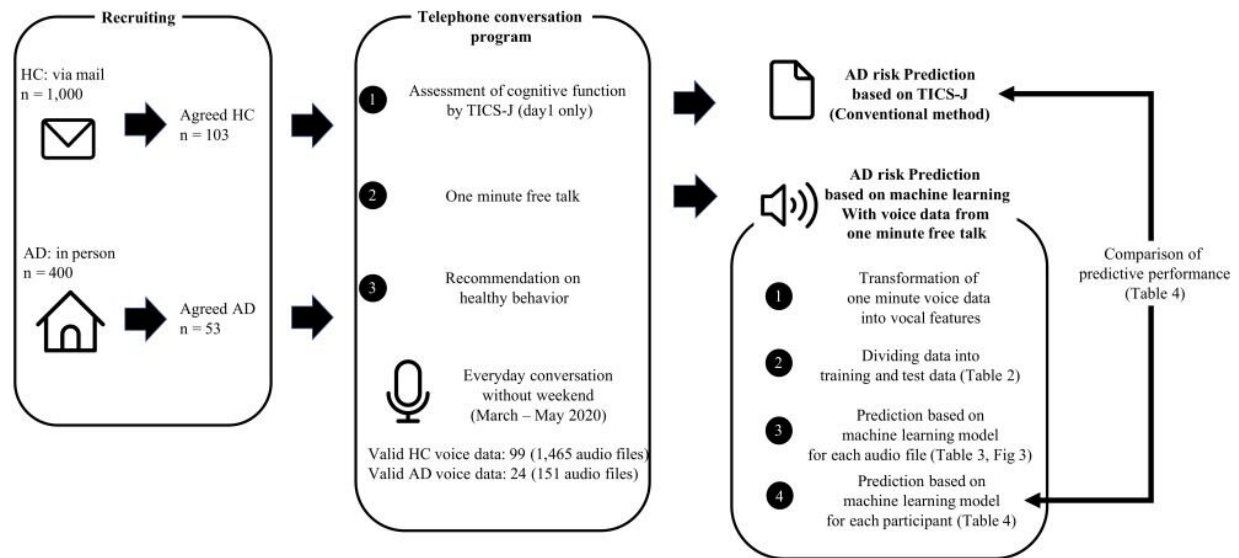 Recruiting
HC: via mail
n = 1,000
Agreed HC
n = 103
AD: in person
n = 400
Agreed AD
n = 53
Telephone conversation
program
1
Assessment of cognitive function
by TICS-J (day1 only)
2
One minute free talk
3
Recommendation on
healthy behavior
Everyday conversation
without weekend
(March – May 2020)
Valid HC voice data: 99 (1,465 audio files)
Valid AD voice data: 24 (151 audio files)
AD risk Prediction
based on TICS-J
(Conventional method)
AD risk Prediction
based on machine learning
With voice data from
one minute free talk
1
Transformation of
one minute voice data
into vocal features
2
Dividing data into
training and test data (Table 2)
3
Prediction based on
machine learning model
for each audio file (Table 3, Fig 3)
4
Prediction based on
machine learning model
for each participant (Table 4)
Comparison of
predictive performance
(Table 4)